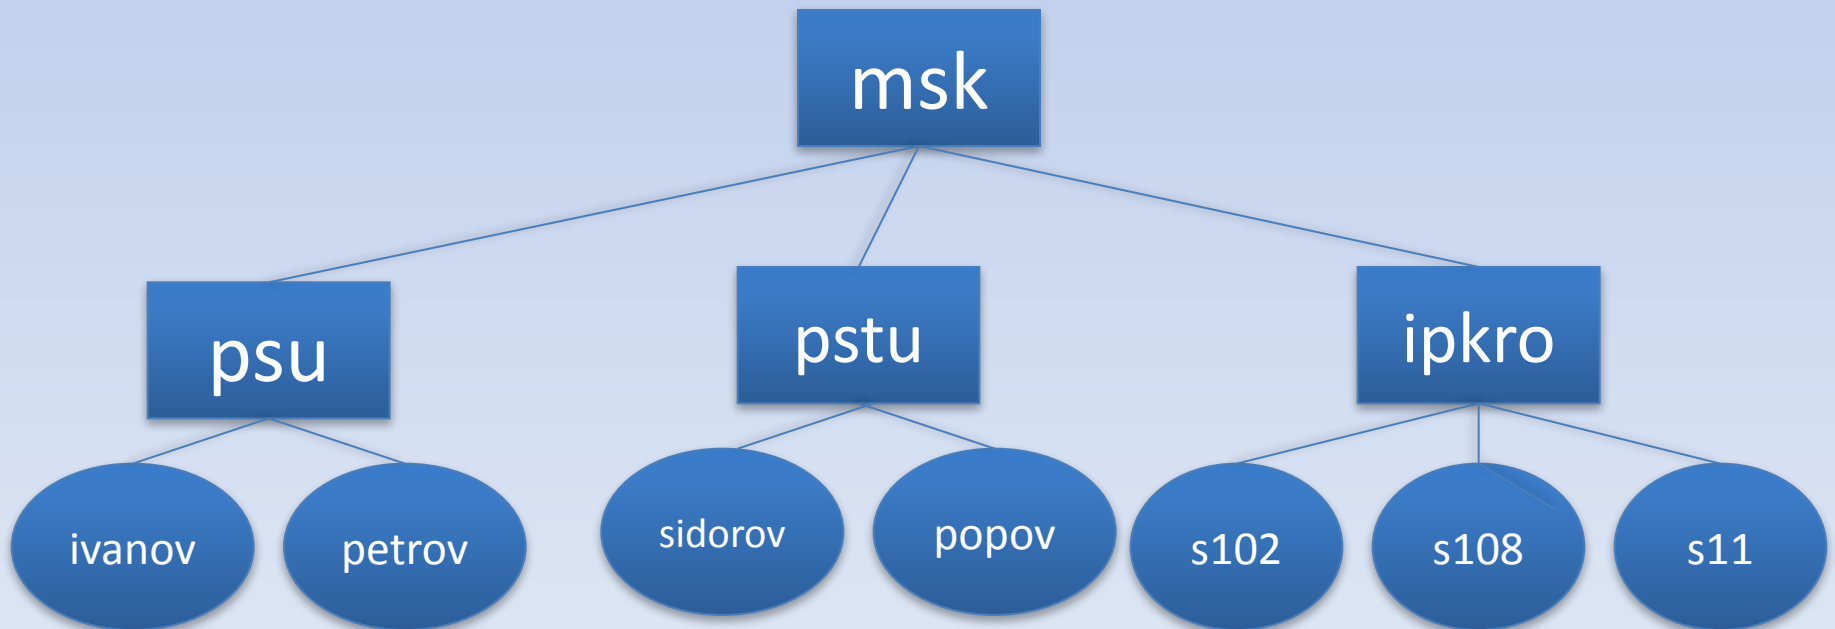 msk
psu
pstu
ipkro
ivanov
petrov
sidorov
popov
s102
s108
s11